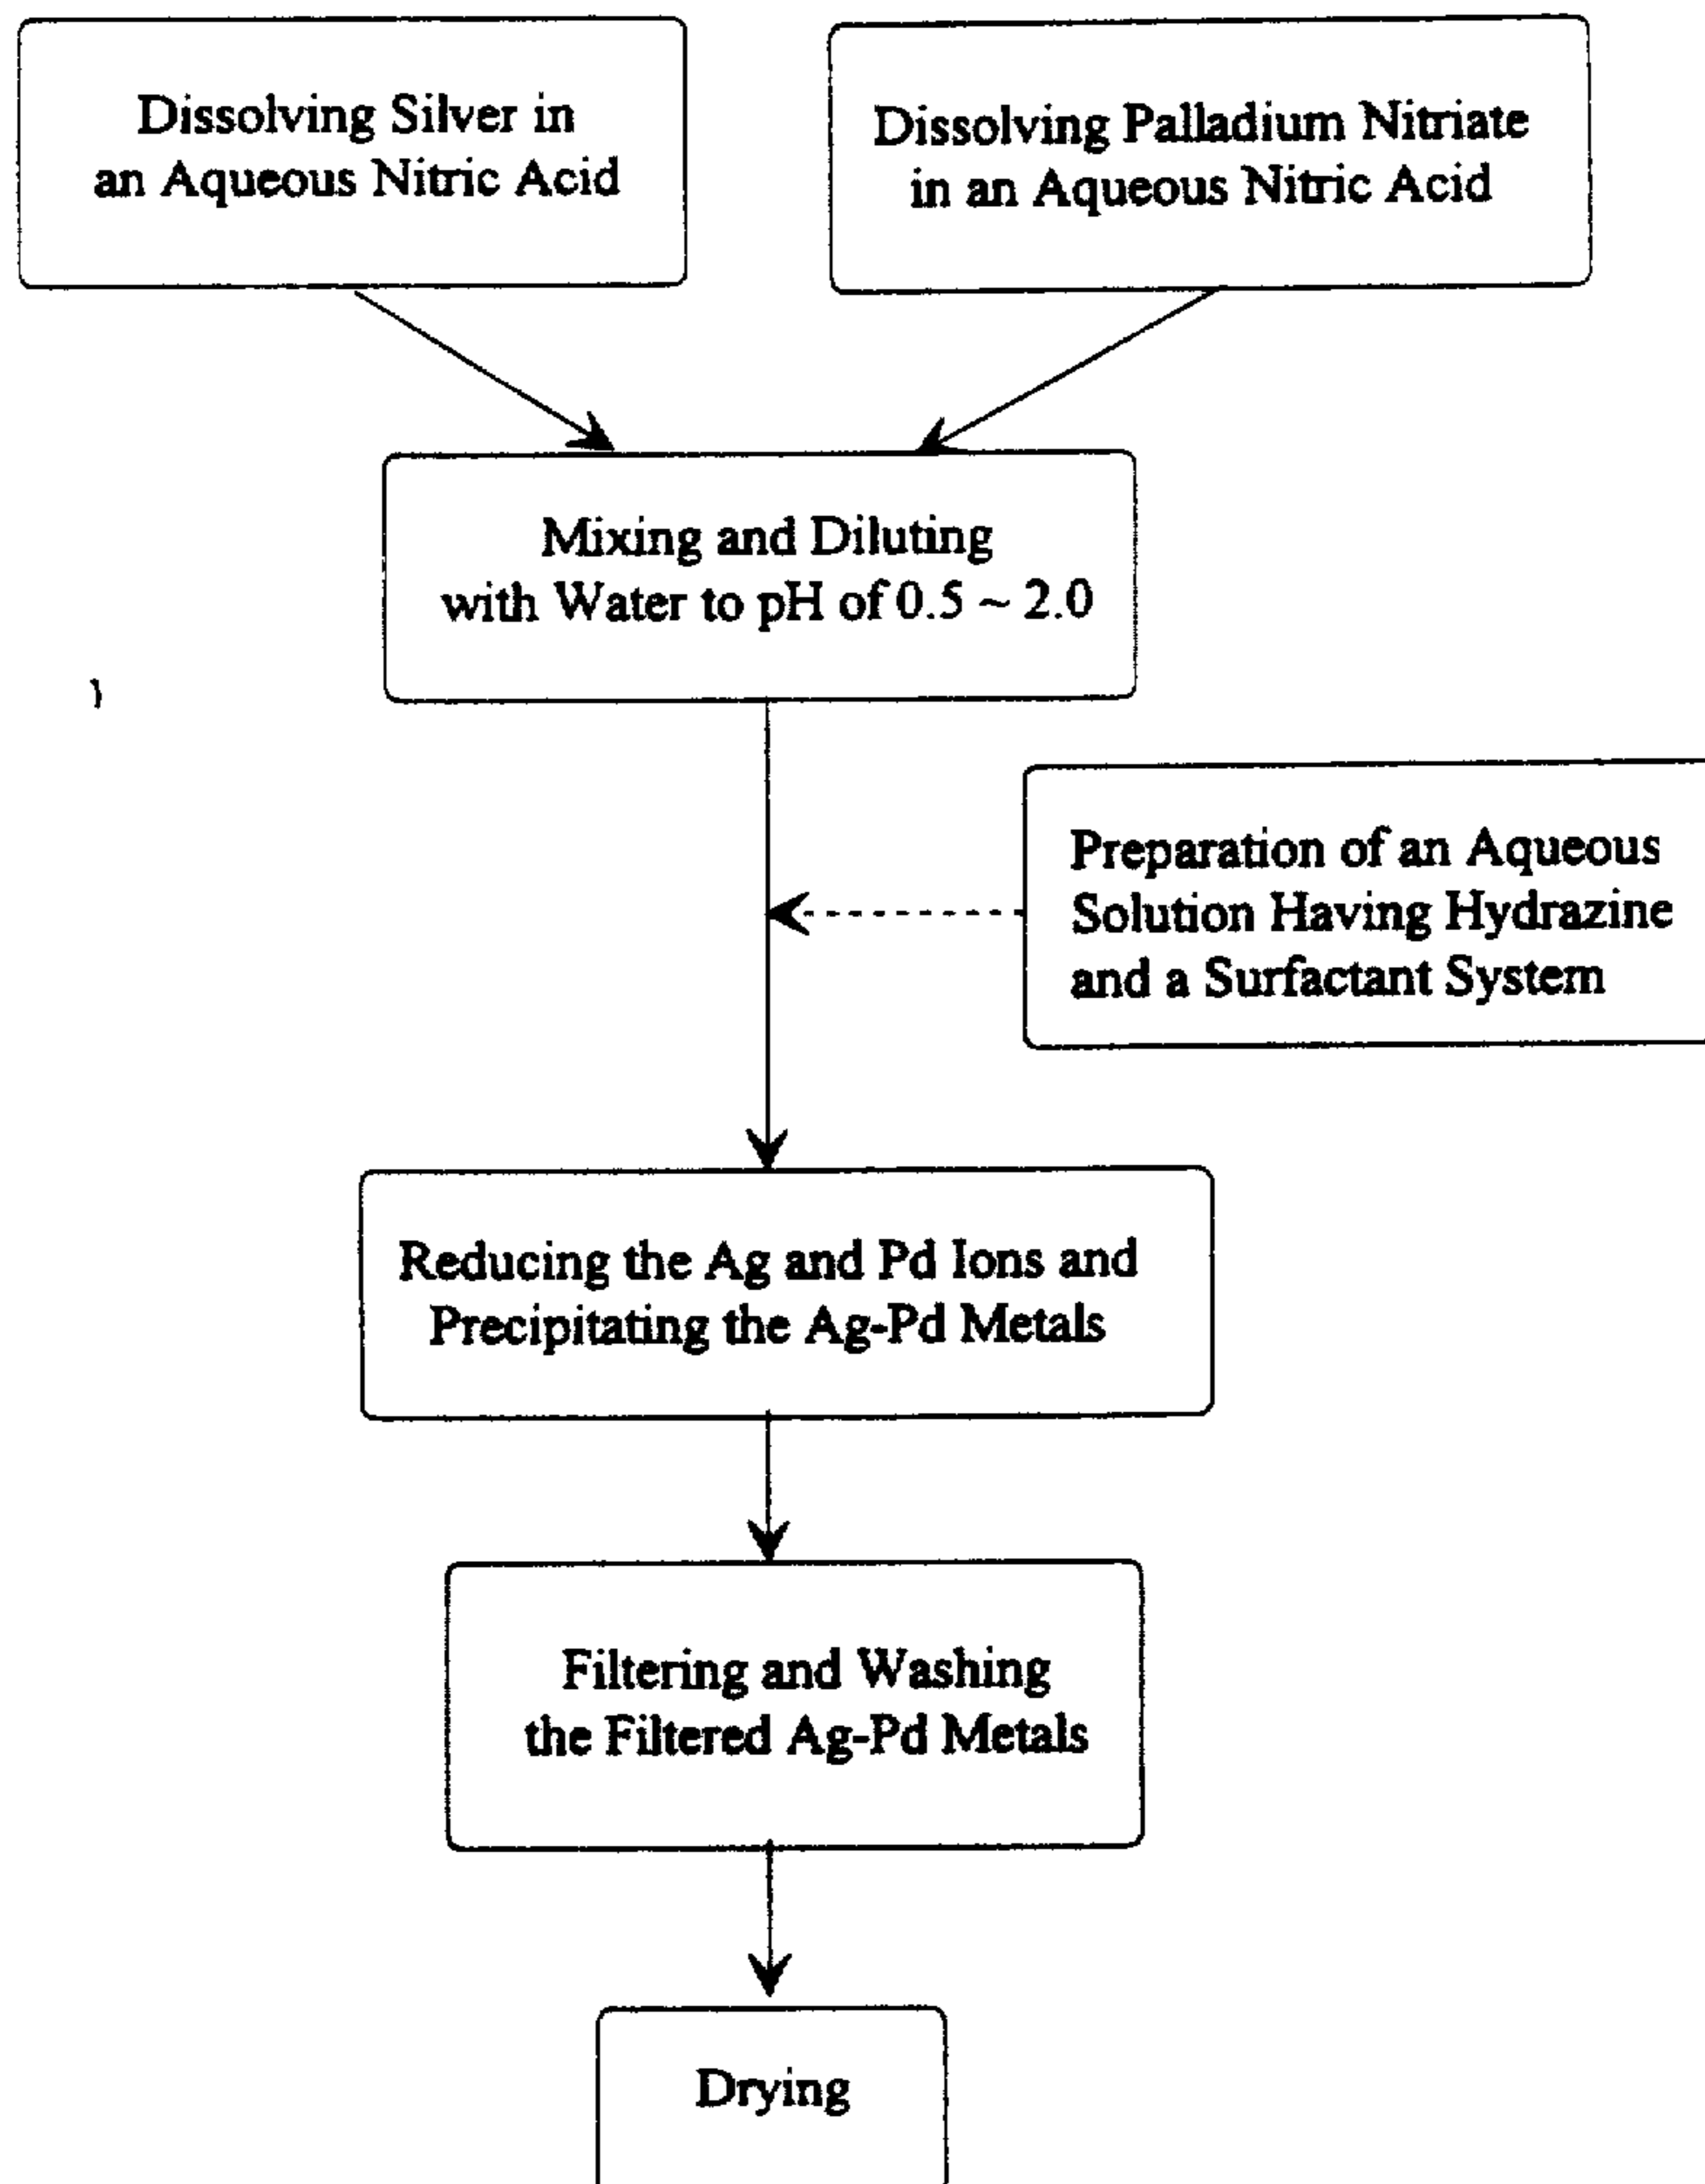 Dissolving Silver in
an Aqueous Nitric Acid
Dissolving Palladium Nitriate
in an Aqueous Nitric Acid
Mixing and Diluting
with Water to pH of 0.5 ~ 2.0
Preparation of an Aqueous
Solution Having Hydrazine
and a Surfactant System
Reducing the Ag and Pd Ions and
Precipitating the Ag-Pd Metals
Filtering and Washing
the Filtered Ag-Pd Metals
Drying